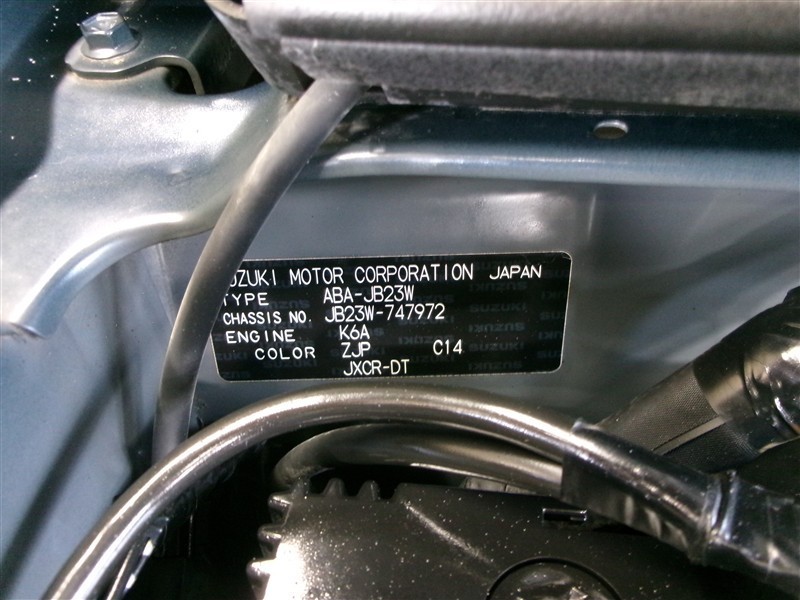 SUZUKI MOTOR CORPORATION JAPAN
TYPE ABA-JB23W
CHASSIS NO. JB23W-747972
ENGINE K6A
COLOR ZJP C14
JXCR-DT